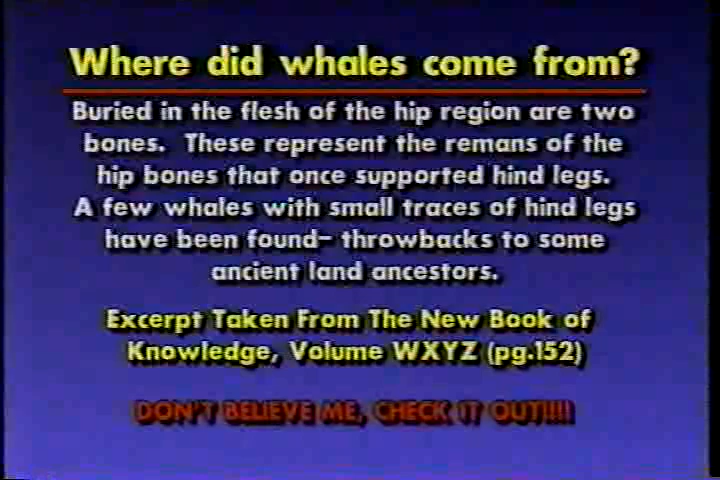 Where did whales come from?
Buried in the flesh of the hip region are two
bones. These represent the remans of the
hip bones that once supported hind legs.
A few whales with small traces of hind legs
have been found- throwbacks to some
ancient land ancestors.
Excerpt Taken From The New Book of
Knowledge, Volume WXYZ (pg.152)
DON'T BELIEVE ME, CHECK IT OUT!!!!